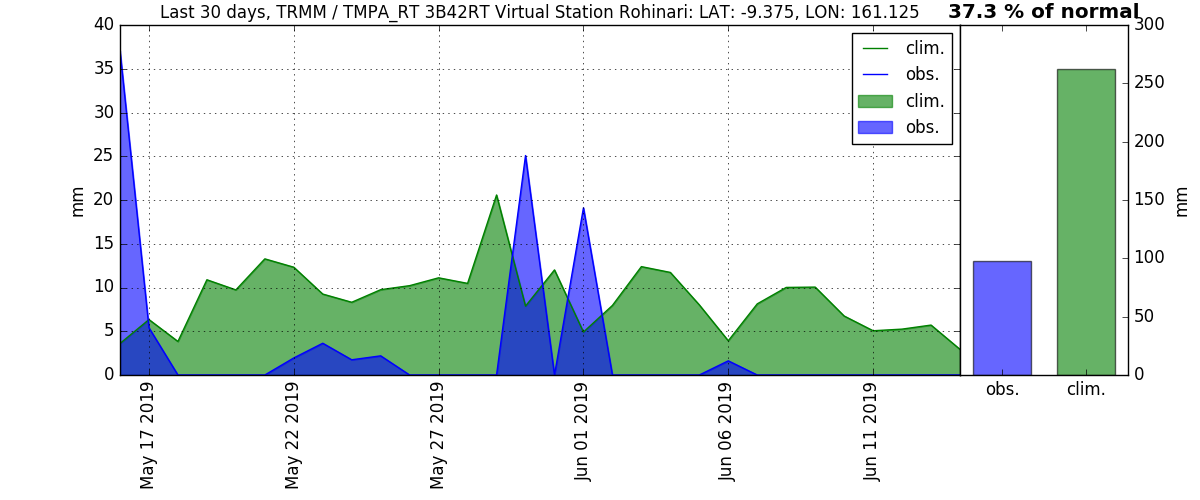 Last 30 days, TRMM / TMPA_RT 3B42RT Virtual Station Rohinari: LAT: -9.375, LON: 161.125
37.3 % of normal
40
35
30
25
20
15
10
5
0
mm
clim.
obs.
clim.
obs.
May 17 2019
May 22 2019
May 27 2019
Jun 01 2019
Jun 06 2019
Jun 11 2019
300
250
200
150
100
50
0
mm
obs.
clim.